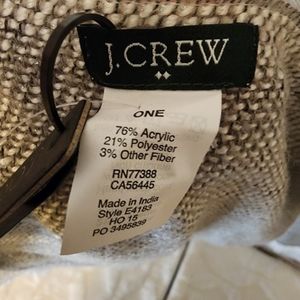 J.CREW
ONE
76% Acrylic
21% Polyester
3% Other Fiber
RN77388
CA56445
Made in India
Style E4183
HO 15
PO 3495839